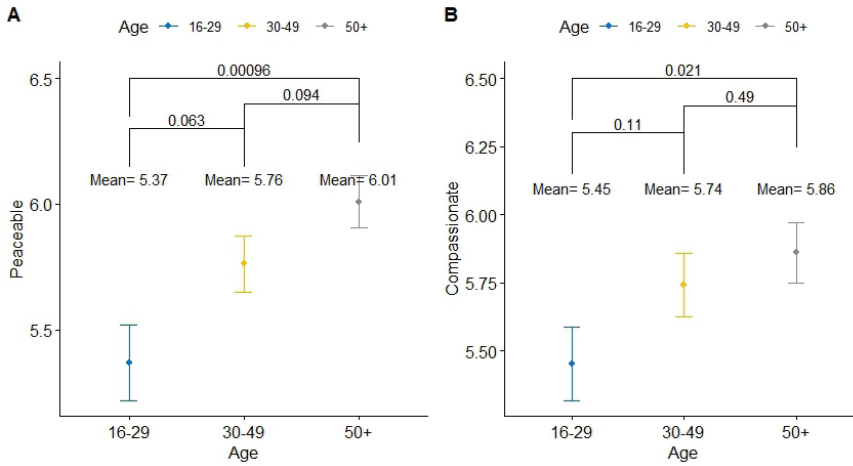 A
Age 16-29 30-49 50+
6.5
6.0
5.5
Peaceable
0.00096
0.094
0.063
Mean= 5.37 Mean= 5.76 Mean= 6.01
16-29 30-49 50+
Age
B
Age 16-29 30-49 50+
6.50
6.25
6.00
5.75
5.50
Compassionate
0.021
0.49
0.11
Mean= 5.45 Mean= 5.74 Mean= 5.86
16-29 30-49 50+
Age